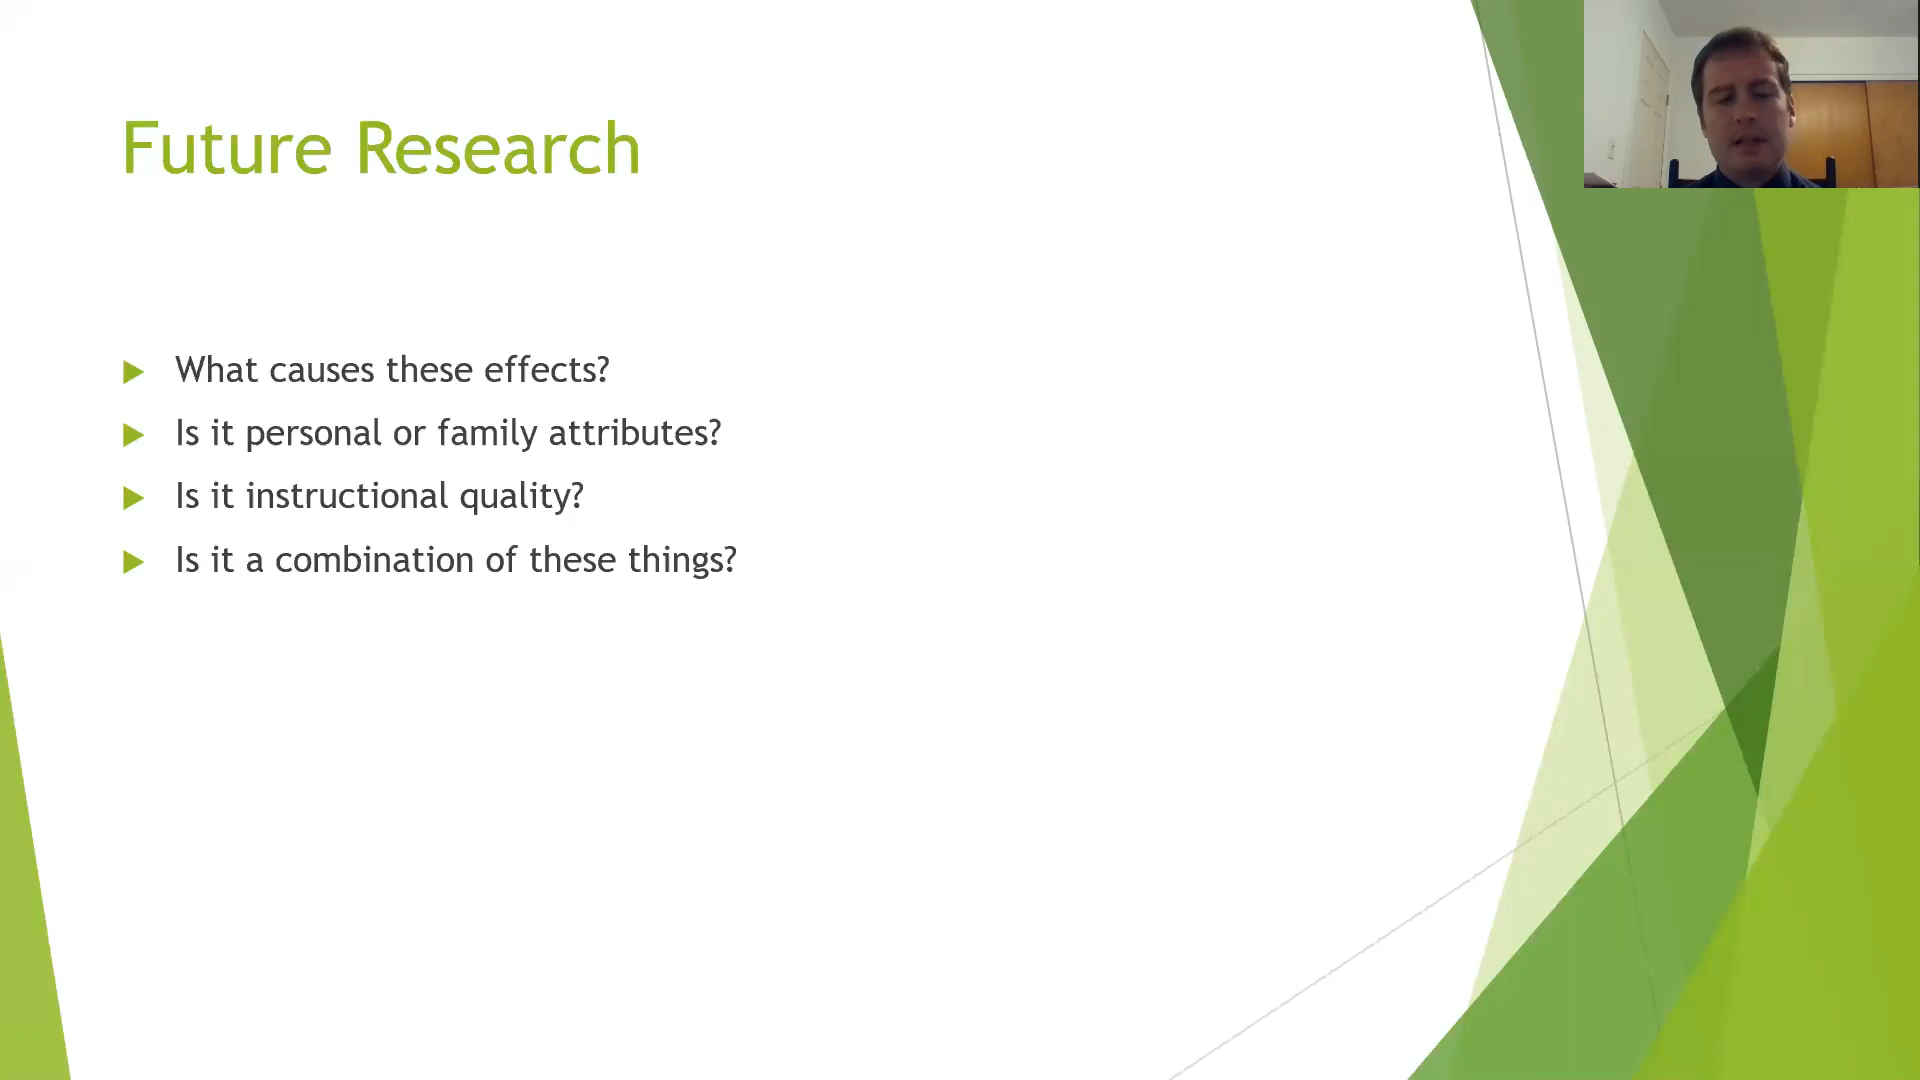 Future Research
What causes these effects?
Is it personal or family attributes?
Is it instructional quality?
Is it a combination of these things?